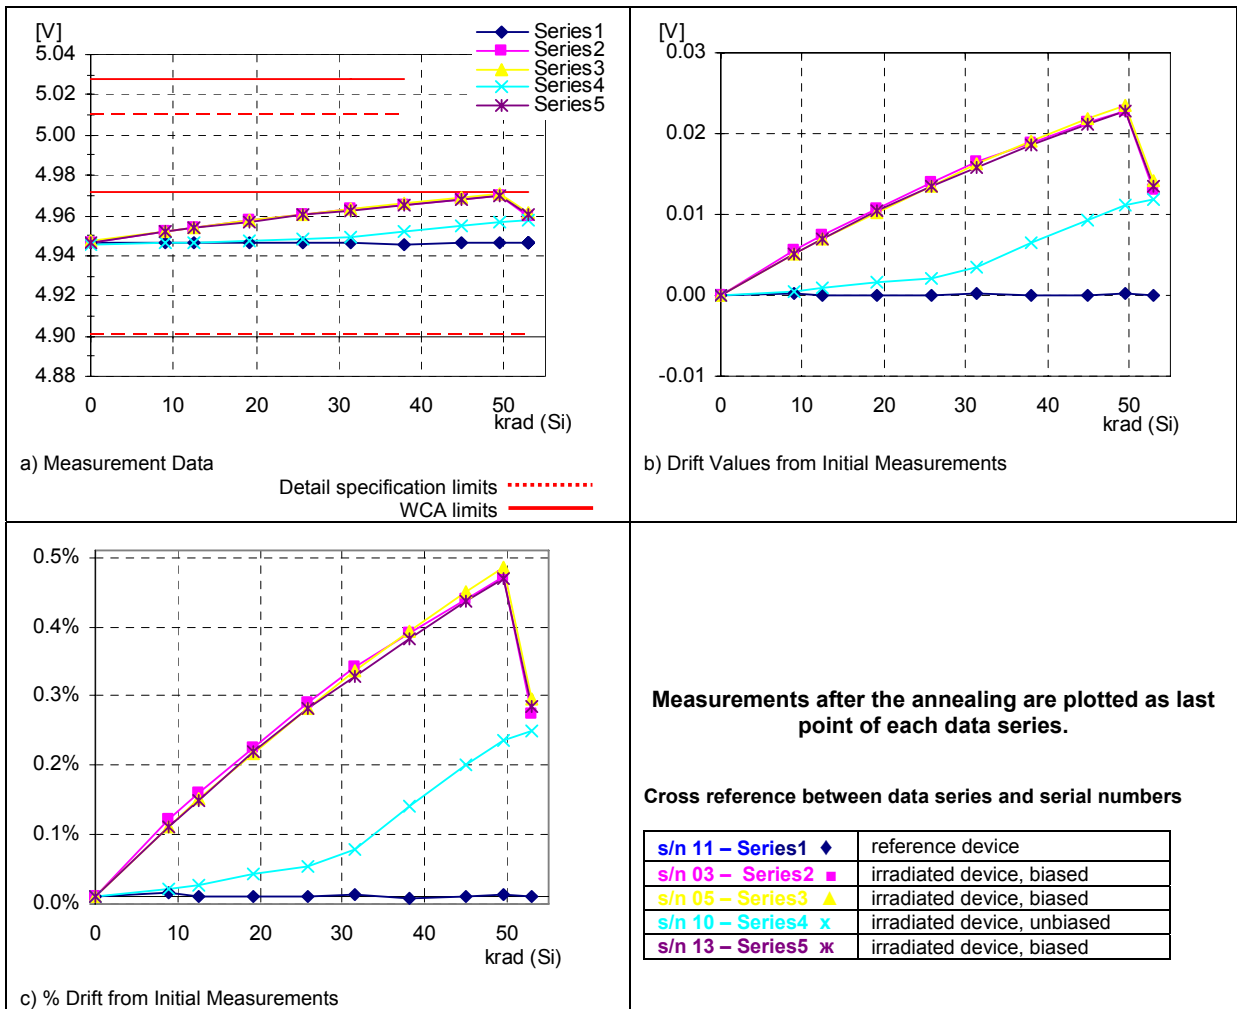 [V]
5.04
5.02
5.00
4.98
4.96
4.94
4.92
4.90
4.88
0 10 20 30 40 50
krad (Si)
Series1
Series2
Series3
Series4
Series5
a) Measurement Data
Detail specification limits
WCA limits
[V]
0.03
0.02
0.01
0.00
-0.01
0 10 20 30 40 50
krad (Si)
b) Drift Values from Initial Measurements
0.5%
0.4%
0.3%
0.2%
0.1%
0.0%
0 10 20 30 40 50
krad (Si)
c) % Drift from Initial Measurements
Measurements after the annealing are plotted as last
point of each data series.
Cross reference between data series and serial numbers
s/n 11 – Series1 ♦ reference device
s/n 03 – Series2 ■ irradiated device, biased
s/n 05 – Series3 ▲ irradiated device, biased
s/n 10 – Series4 x irradiated device, unbiased
s/n 13 – Series5 ж irradiated device, biased